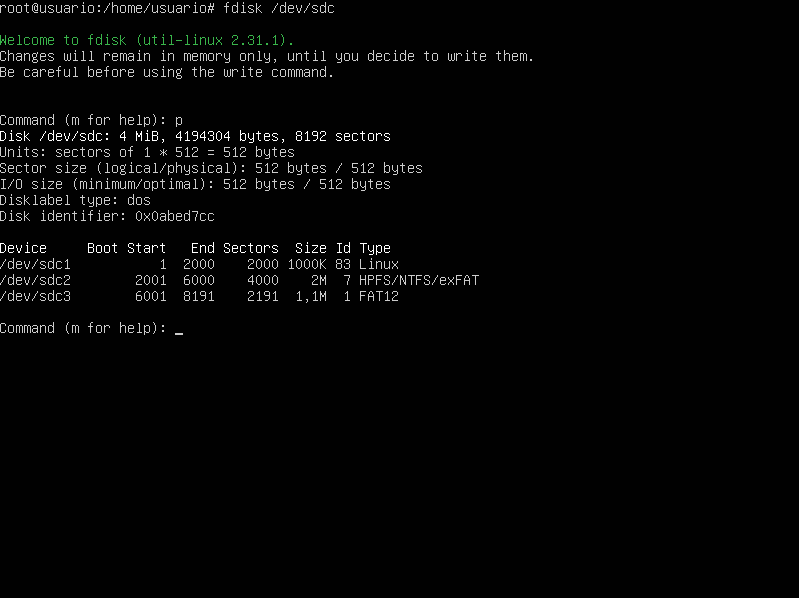 root@usuario:/home/usuario# fdisk /dev/sdc
Welcome to fdisk (util-linux 2.31.1).
Changes will remain in memory only, until you decide to write them.
Be careful before using the write command.
Command (m for help): p
Disk /dev/sdc: 4 MiB, 4194304 bytes, 8192 sectors
Units: sectors of 1 * 512 = 512 bytes
Sector size (logical/physical): 512 bytes / 512 bytes
I/O size (minimum/optimal): 512 bytes / 512 bytes
Disklabel type: dos
Disk identifier: 0x0abed7cc
Device     Boot Start   End Sectors  Size Id Type
/dev/sdc1           1  2000    2000 1000K 83 Linux
/dev/sdc2        2001  6000    4000    2M  7 HPFS/NTFS/exFAT
/dev/sdc3        6001  8191    2191  1,1M  1 FAT12
Command (m for help): _